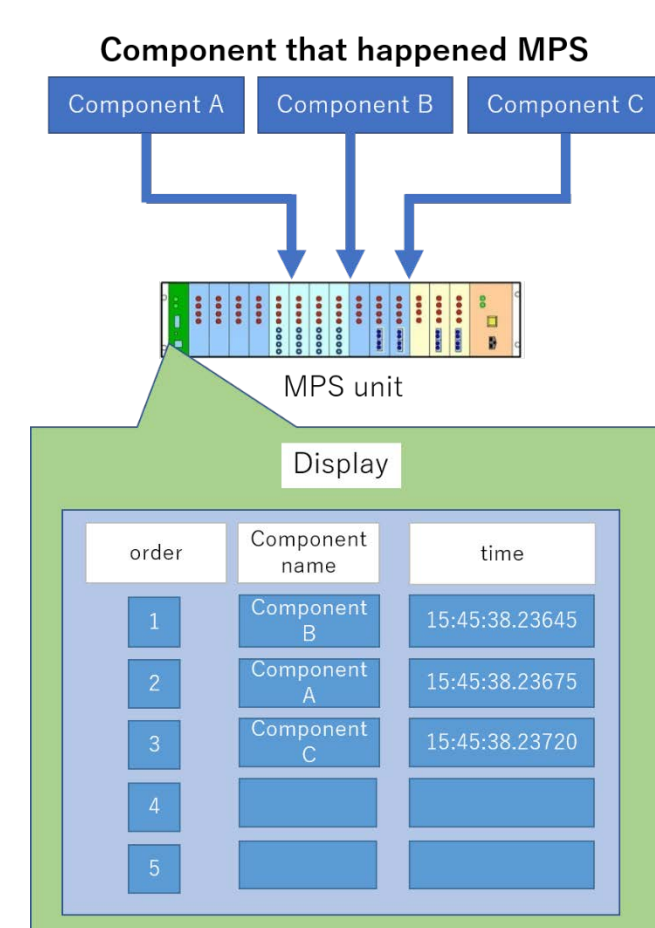 Component that happened MPS
Component A
Component B
Component C
MPS unit
Display
order
Component
name
time
1
Component
B
15:45:38.23645
2
Component
A
15:45:38.23675
3
Component
C
15:45:38.23720
4
5